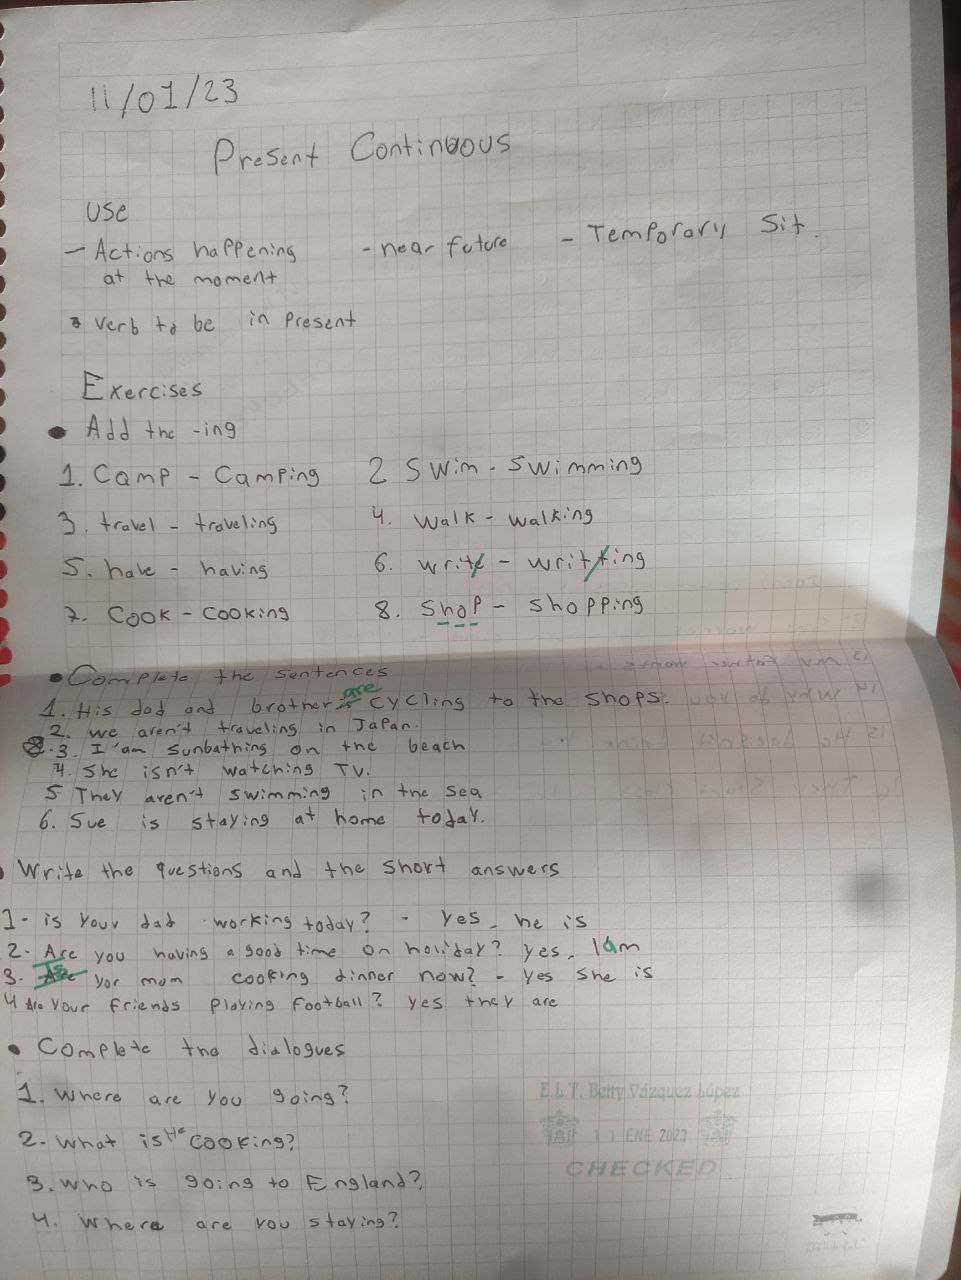 11/01/23
Present Continuous
Use
- Actions happening at the moment
- near future
- Temporary Sit.
verb to be in Present
Exercises
• Add the -ing
1. Camp - Camping
2 Swim - Swimming
3. travel - traveling
4. Walk - walking
5. have - having
6. write - writting
7. Cook - Cooking
8. Shop - shopping
• Complete the sentences
1. His dad and brother are cycling to the shops.
2. we aren't traveling in Japan.
3. I'am Sunbathing on the beach
4. She isn't watching TV.
5 They aren't swimming in the sea
6. Sue is staying at home today.
Write the questions and the short answers
1- is your dad working today? - yes, he is
2- Are you having a good time on holiday? yes, I am
3- Is yor mom cooking dinner now? - yes she is
4 Are your friends playing football? yes they are
• Complete the dialogues
1. Where are you going?
2- What is He Cooking?
3. Who is going to England?
4. Where are you staying?
E.L.T. Betty Vázquez López
11 ENE 2023
CHECKED